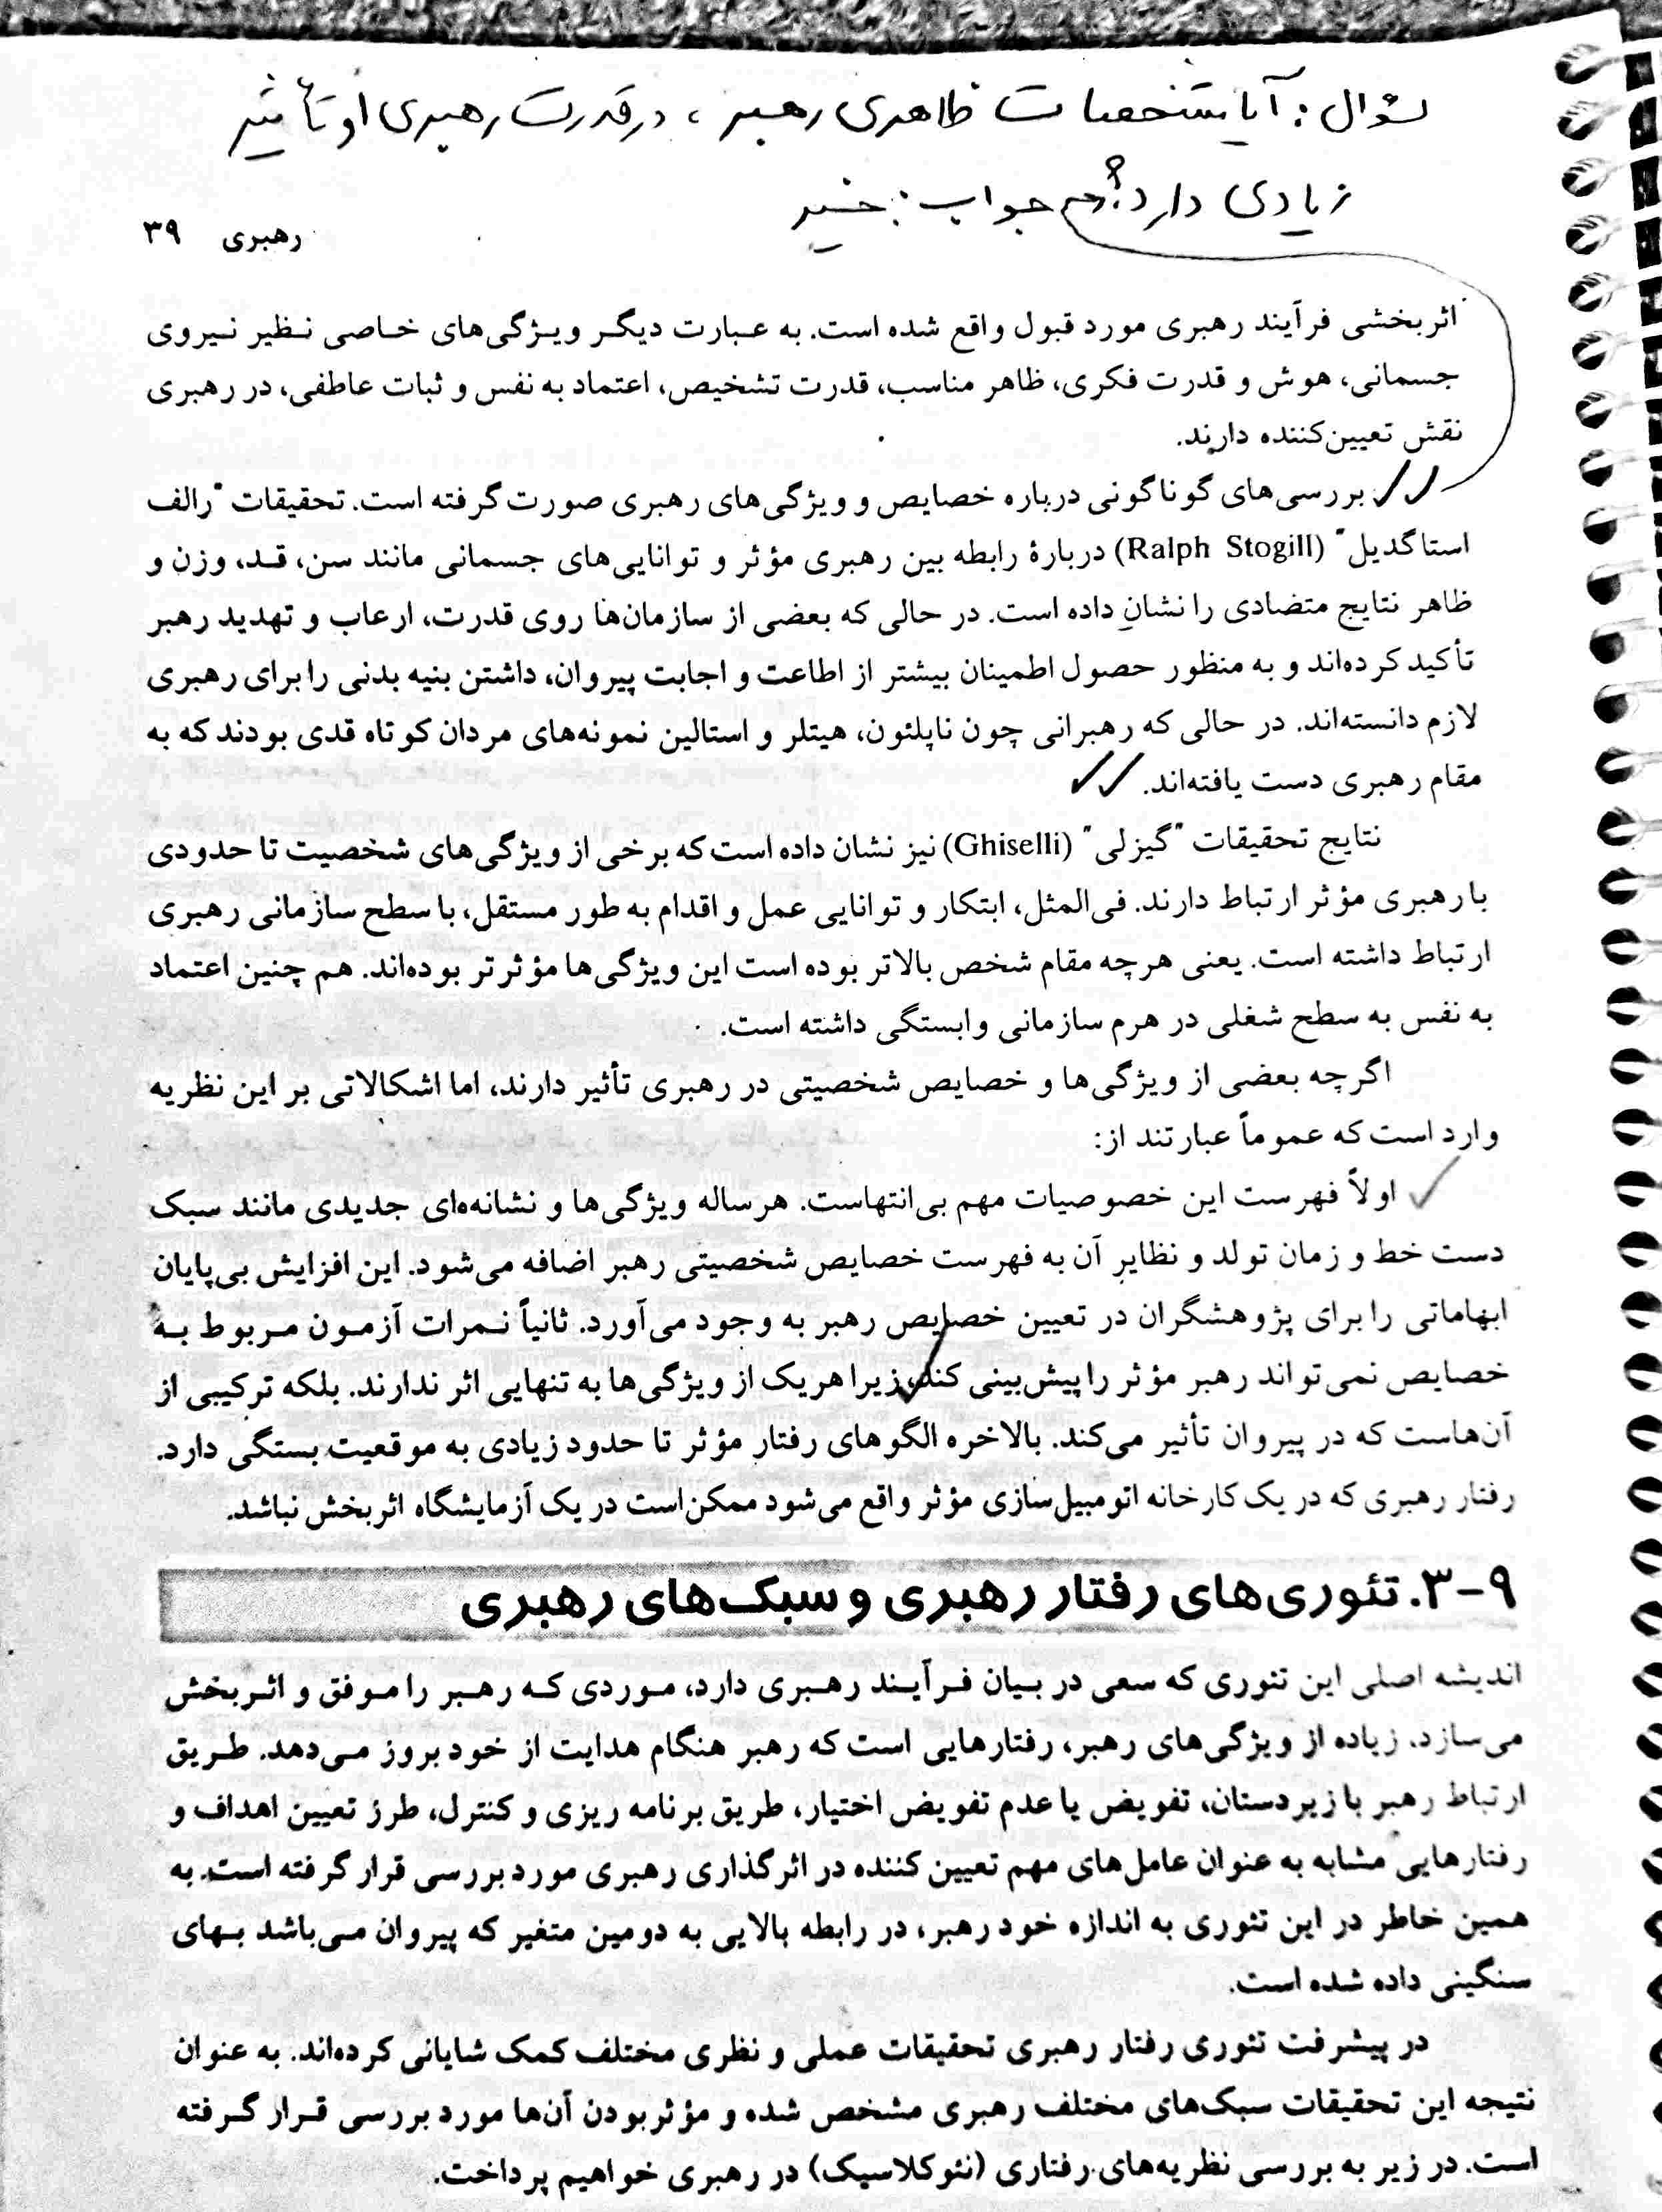 سؤال: آیا مشخصات ظاهری رهبر، در قدرت رهبری او تأثیر
زیادی دارد؟ جواب: خیر
رهبری ۳۹
اثربخشی فرآیند رهبری مورد قبول واقع شده است. به عبارت دیگر ویژگی‌های خاصی نظیر نیروی
جسمانی، هوش و قدرت فکری، ظاهر مناسب، قدرت تشخیص، اعتماد به نفس و ثبات عاطفی، در رهبری
نقش تعیین‌کننده دارند.
بررسی‌های گوناگونی درباره خصایص و ویژگی‌های رهبری صورت گرفته است. تحقیقات "رالف
استاگدیل" (Ralph Stogill) دربارهٔ رابطه بین رهبری مؤثر و توانایی‌های جسمانی مانند سن، قد، وزن و
ظاهر نتایج متضادی را نشان داده است. در حالی که بعضی از سازمان‌ها روی قدرت، ارعاب و تهدید رهبر
تأکید کرده‌اند و به منظور حصول اطمینان بیشتر از اطاعت و اجابت پیروان، داشتن بنیه بدنی را برای رهبری
لازم دانسته‌اند. در حالی که رهبرانی چون ناپلئون، هیتلر و استالین نمونه‌های مردان کوتاه قدی بودند که به
مقام رهبری دست یافته‌اند.
نتایج تحقیقات "گیزلی" (Ghiselli) نیز نشان داده است که برخی از ویژگی‌های شخصیت تا حدودی
با رهبری مؤثر ارتباط دارند. فی‌المثل، ابتکار و توانایی عمل و اقدام به طور مستقل، با سطح سازمانی رهبری
ارتباط داشته است. یعنی هرچه مقام شخص بالاتر بوده است این ویژگی‌ها مؤثرتر بوده‌اند. هم چنین اعتماد
به نفس به سطح شغلی در هرم سازمانی وابستگی داشته است.
اگرچه بعضی از ویژگی‌ها و خصایص شخصیتی در رهبری تأثیر دارند، اما اشکالاتی بر این نظریه
وارد است که عموماً عبارتند از:
اولاً فهرست این خصوصیات مهم بی‌انتهاست. هرساله ویژگی‌ها و نشانه‌های جدیدی مانند سبک
دست خط و زمان تولد و نظایر آن به فهرست خصایص شخصیتی رهبر اضافه می‌شود. این افزایش بی‌پایان
ابهاماتی را برای پژوهشگران در تعیین خصایص رهبر به وجود می‌آورد. ثانیاً نمرات آزمون مربوط به
خصایص نمی‌تواند رهبر مؤثر را پیش‌بینی کند، زیرا هریک از ویژگی‌ها به تنهایی اثر ندارند. بلکه ترکیبی از
آن‌هاست که در پیروان تأثیر می‌کند. بالاخره الگوهای رفتار مؤثر تا حدود زیادی به موقعیت بستگی دارد.
رفتار رهبری که در یک کارخانه اتومبیل‌سازی مؤثر واقع می‌شود ممکن است در یک آزمایشگاه اثربخش نباشد.
۹-۳. تئوری‌های رفتار رهبری و سبک‌های رهبری
اندیشه اصلی این تئوری که سعی در بیان فرآیند رهبری دارد، موردی که رهبر را موفق و اثربخش
می‌سازد. زیاده از ویژگی‌های رهبر، رفتارهایی است که رهبر هنگام هدایت از خود بروز می‌دهد. طریق
ارتباط رهبر با زیردستان، تفویض یا عدم تفویض اختیار، طریق برنامه ریزی و کنترل، طرز تعیین اهداف و
رفتارهایی مشابه به عنوان عامل‌های مهم تعیین کننده در اثرگذاری رهبری مورد بررسی قرار گرفته است. به
همین خاطر در این تئوری به اندازه خود رهبر، در رابطه بالایی به دومین متغیر که پیروان می‌باشد بهای
سنگینی داده شده است.
در پیشرفت تئوری رفتار رهبری تحقیقات عملی و نظری مختلف کمک شایانی کرده‌اند. به عنوان
نتیجه این تحقیقات سبک‌های مختلف رهبری مشخص شده و مؤثربودن آن‌ها مورد بررسی قرار گرفته
است. در زیر به بررسی نظریه‌های رفتاری (نئوکلاسیک) در رهبری خواهیم پرداخت.